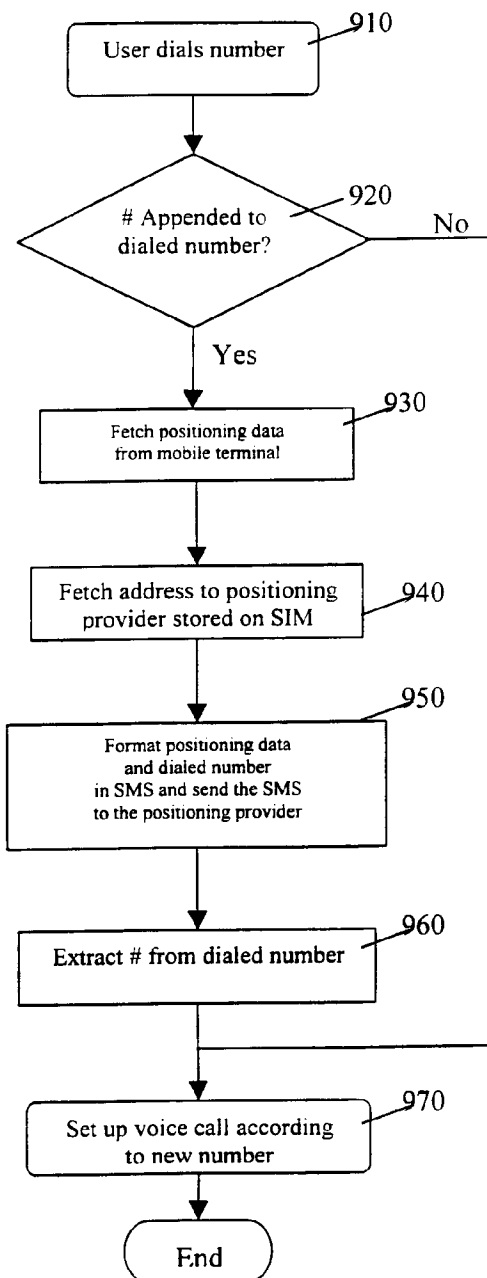 910
User dials number
920
# Appended to
dialed number?
No
Yes
930
Fetch positioning data
from mobile terminal
Fetch address to positioning
provider stored on SIM
940
950
Format positioning data
and dialed number
in SMS and send the SMS
to the positioning provider
960
Extract # from dialed number
970
Set up voice call according
to new number
End